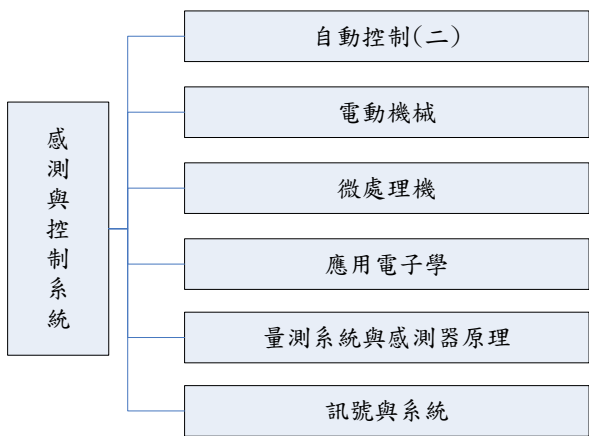 感測與控制系統
自動控制(二)
電動機械
微處理機
應用電子學
量測系統與感測器原理
訊號與系統